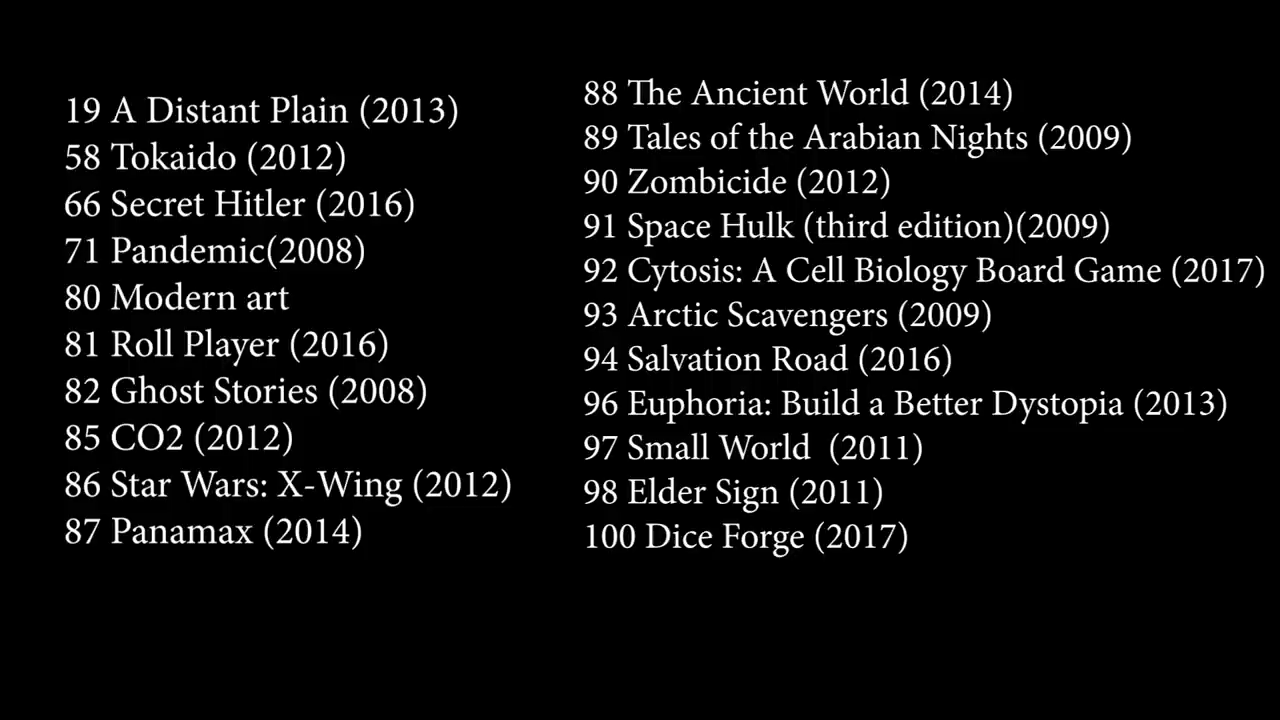 19 A Distant Plain (2013)
58 Tokaido (2012)
66 Secret Hitler (2016)
71 Pandemic(2008)
80 Modern art
81 Roll Player (2016)
82 Ghost Stories (2008)
85 CO2 (2012)
86 Star Wars: X-Wing (2012)
87 Panamax (2014)
88 The Ancient World (2014)
89 Tales of the Arabian Nights (2009)
90 Zombicide (2012)
91 Space Hulk (third edition)(2009)
92 Cytosis: A Cell Biology Board Game (2017)
93 Arctic Scavengers (2009)
94 Salvation Road (2016)
96 Euphoria: Build a Better Dystopia (2013)
97 Small World  (2011)
98 Elder Sign (2011)
100 Dice Forge (2017)